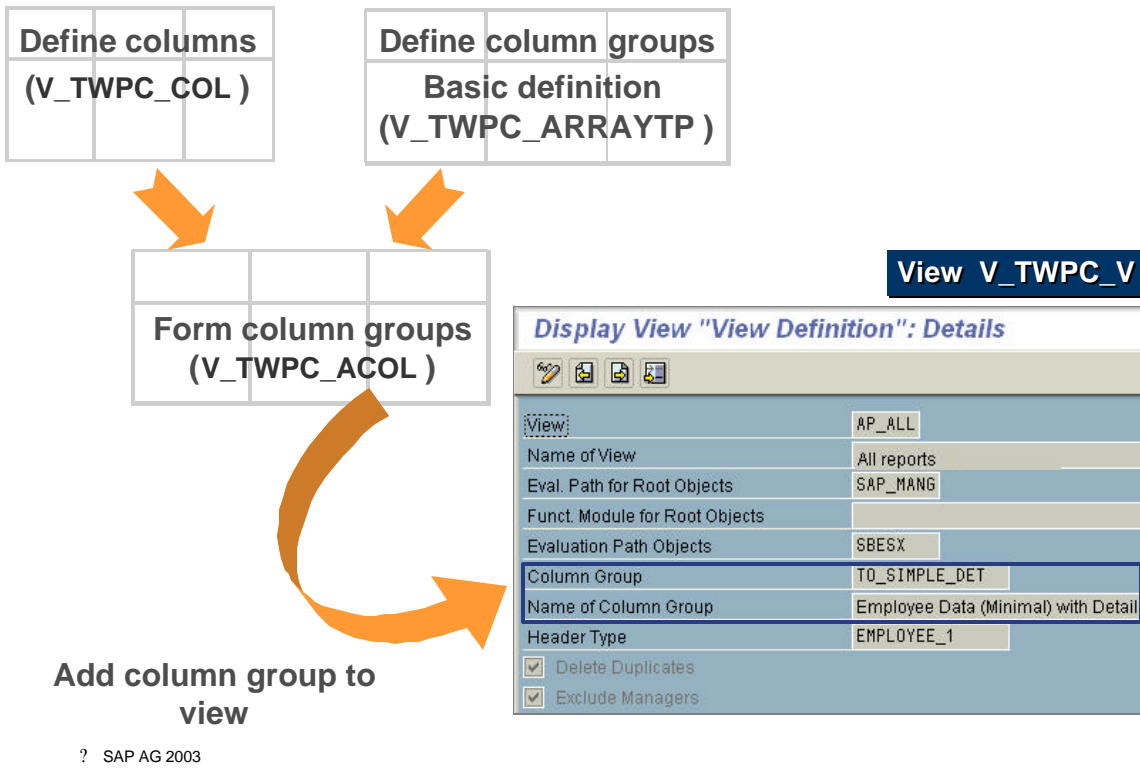 Define columns
(V_TWPC_COL )
Define column groups
Basic definition
(V_TWPC_ARRAYTP )
Form column groups
(V_TWPC_ACOL )
View V_TWPC_V
Display View "View Definition": Details
View AP_ALL
Name of View All reports
Eval. Path for Root Objects SAP_MANG
Funct. Module for Root Objects
Evaluation Path Objects SBESX
Column Group TO_SIMPLE_DET
Name of Column Group Employee Data (Minimal) with Detail
Header Type EMPLOYEE_1
Delete Duplicates
Exclude Managers
Add column group to
view
? SAP AG 2003